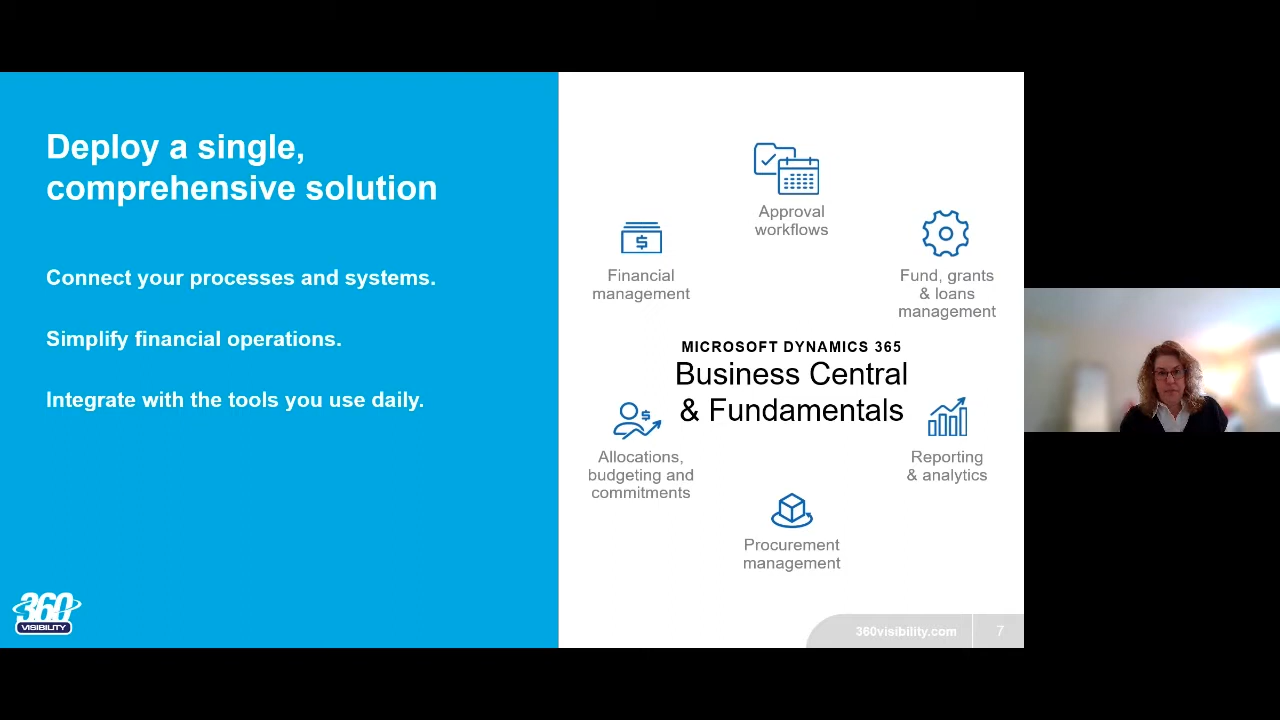 Deploy a single,
comprehensive solution
Connect your processes and systems.
Simplify financial operations.
Integrate with the tools you use daily.
360
VISIBILITY
Approval
workflows
Financial
management
Fund, grants
& loans
management
MICROSOFT DYNAMICS 365
Business Central
& Fundamentals
Allocations,
budgeting and
commitments
Reporting
& analytics
Procurement
management
360visibility.com
7